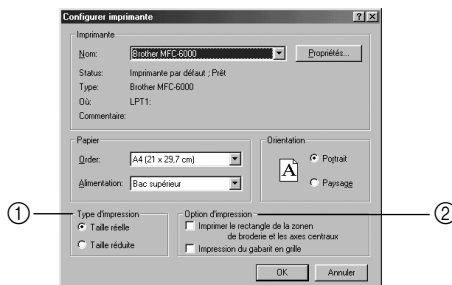 Configurer imprimante
Imprimante
Nom: Brother MFC-6000 Propriétés...
Status: Imprimante par défaut ; Prêt
Type: Brother MFC-6000
Où: LPT1:
Commentaire:
Papier
Order: A4 (21 x 29,7 cm)
Alimentation: Bac supérieur
Orientation
A
Portrait
Paysage
① Type d'impression
Taille réelle
Taille réduite
Option d'impression ②
Imprimer le rectangle de la zonen
de broderie et les axes centraux
Impression du gabarit en grille
OK Annuler